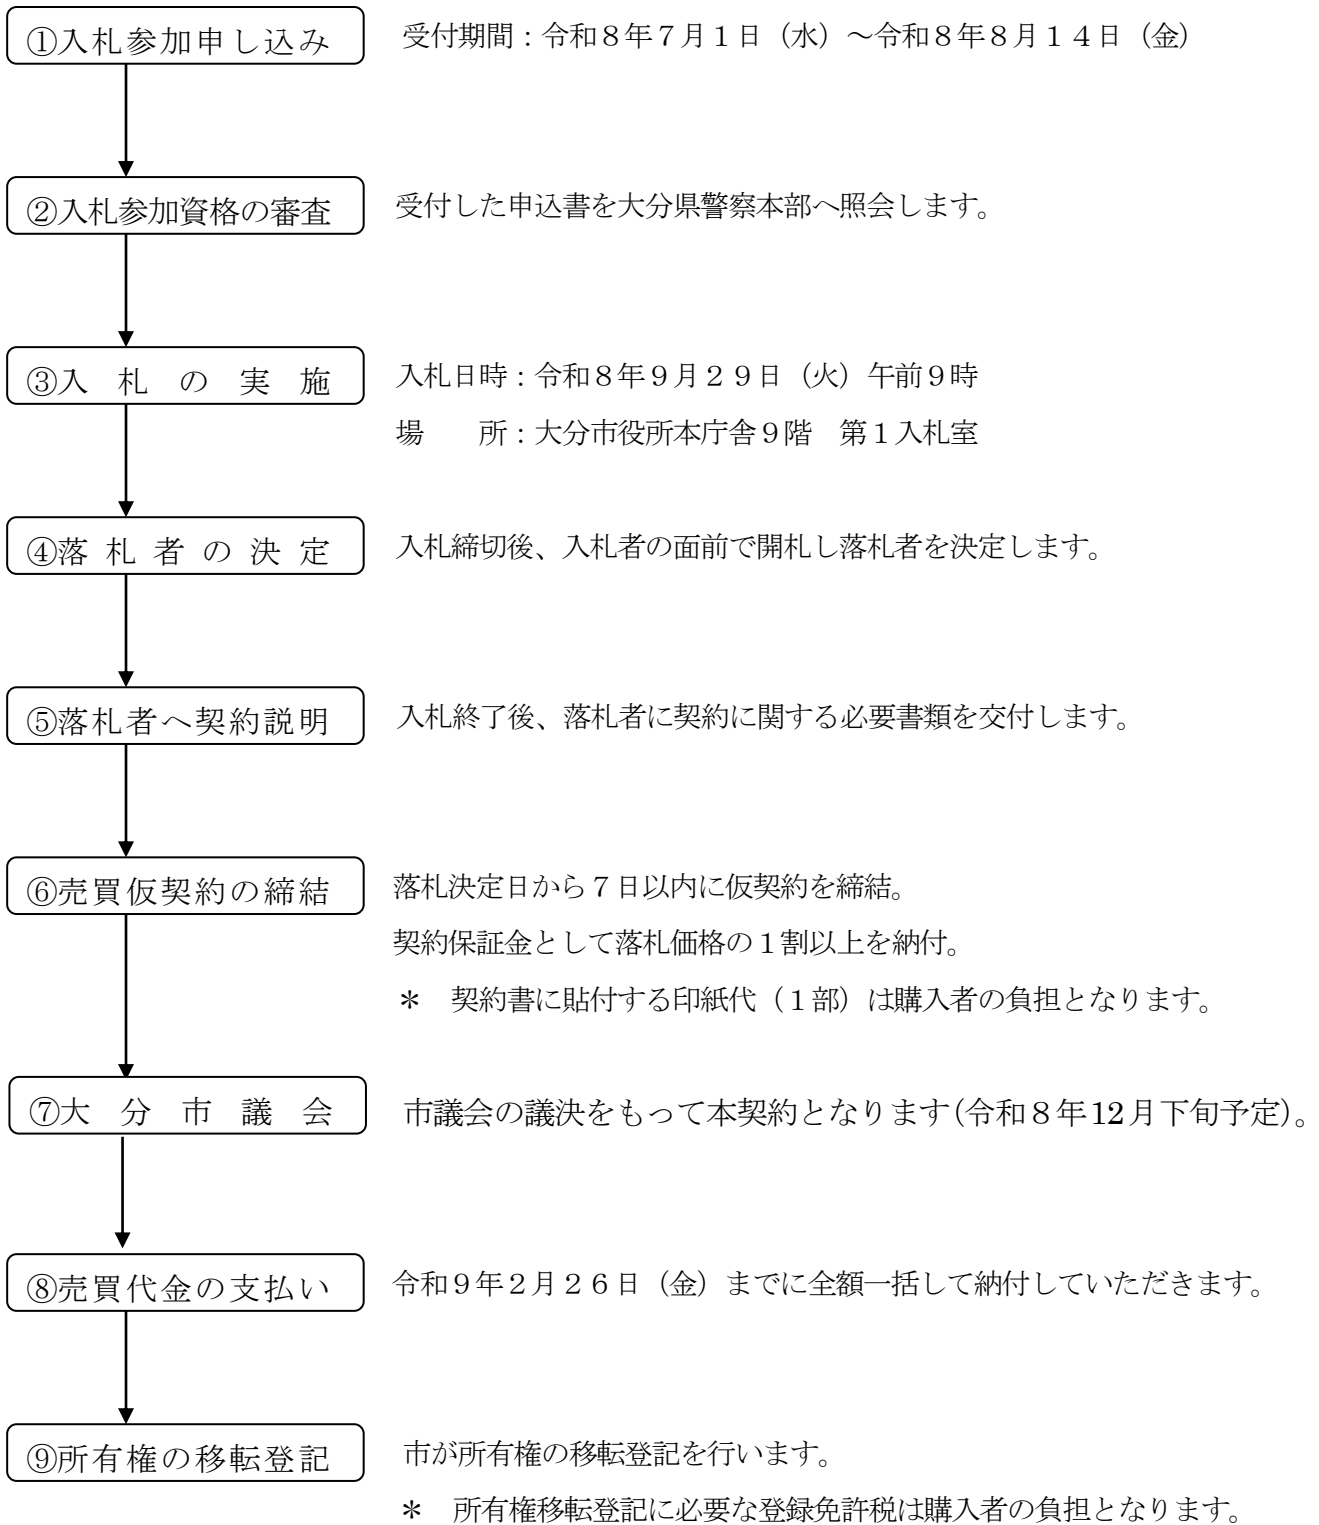 ①入札参加申し込み
受付期間：令和８年７月１日（水）～令和８年８月１４日（金）
②入札参加資格の審査
受付した申込書を大分県警察本部へ照会します。
③入　札　の　実　施
入札日時：令和８年９月２９日（火）午前９時
場　　所：大分市役所本庁舎９階　第１入札室
④落 札 者 の 決 定
入札締切後、入札者の面前で開札し落札者を決定します。
⑤落札者へ契約説明
入札終了後、落札者に契約に関する必要書類を交付します。
⑥売買仮契約の締結
落札決定日から７日以内に仮契約を締結。
契約保証金として落札価格の１割以上を納付。
＊　契約書に貼付する印紙代（１部）は購入者の負担となります。
⑦大　分　市　議　会
市議会の議決をもって本契約となります(令和８年12月下旬予定)。
⑧売買代金の支払い
令和９年２月２６日（金）までに全額一括して納付していただきます。
⑨所有権の移転登記
市が所有権の移転登記を行います。
＊　所有権移転登記に必要な登録免許税は購入者の負担となります。